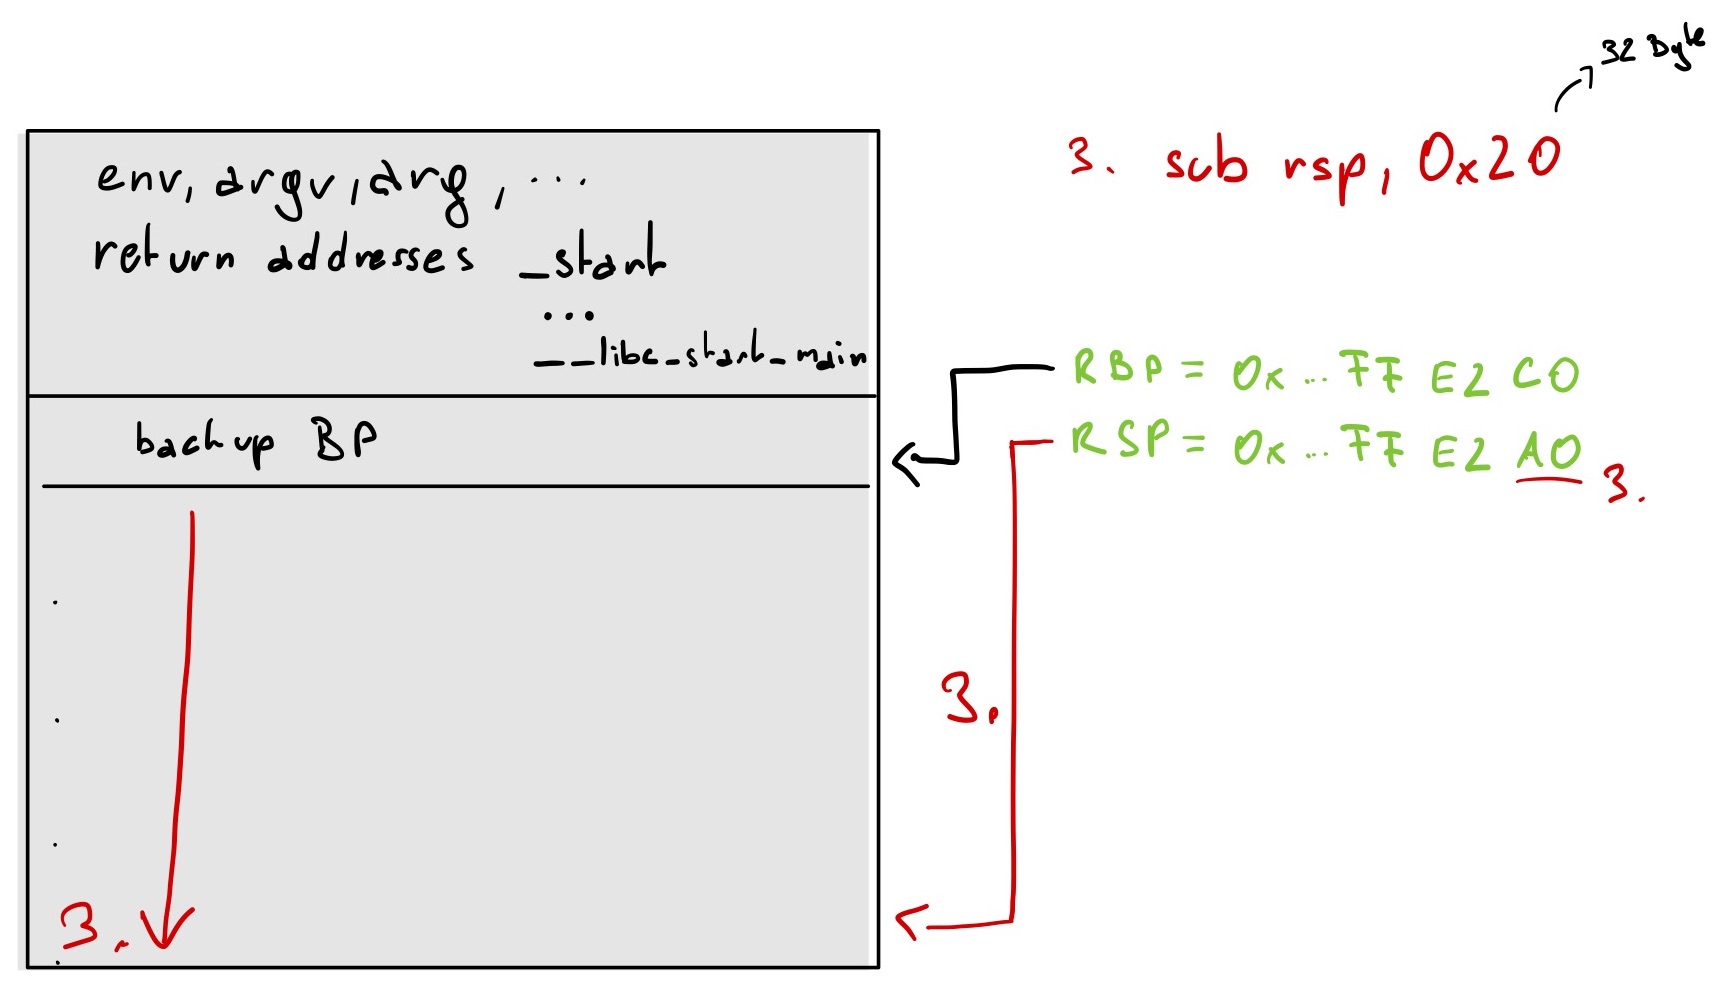 32 Byte
3. sub rsp, 0x20
env, argv, arg, ...
return addresses _start
...
__libc_start_main
RBP = 0x ... FF E2 C0
backup BP
RSP = 0x ... FF E2 A0
3.
3.
3.